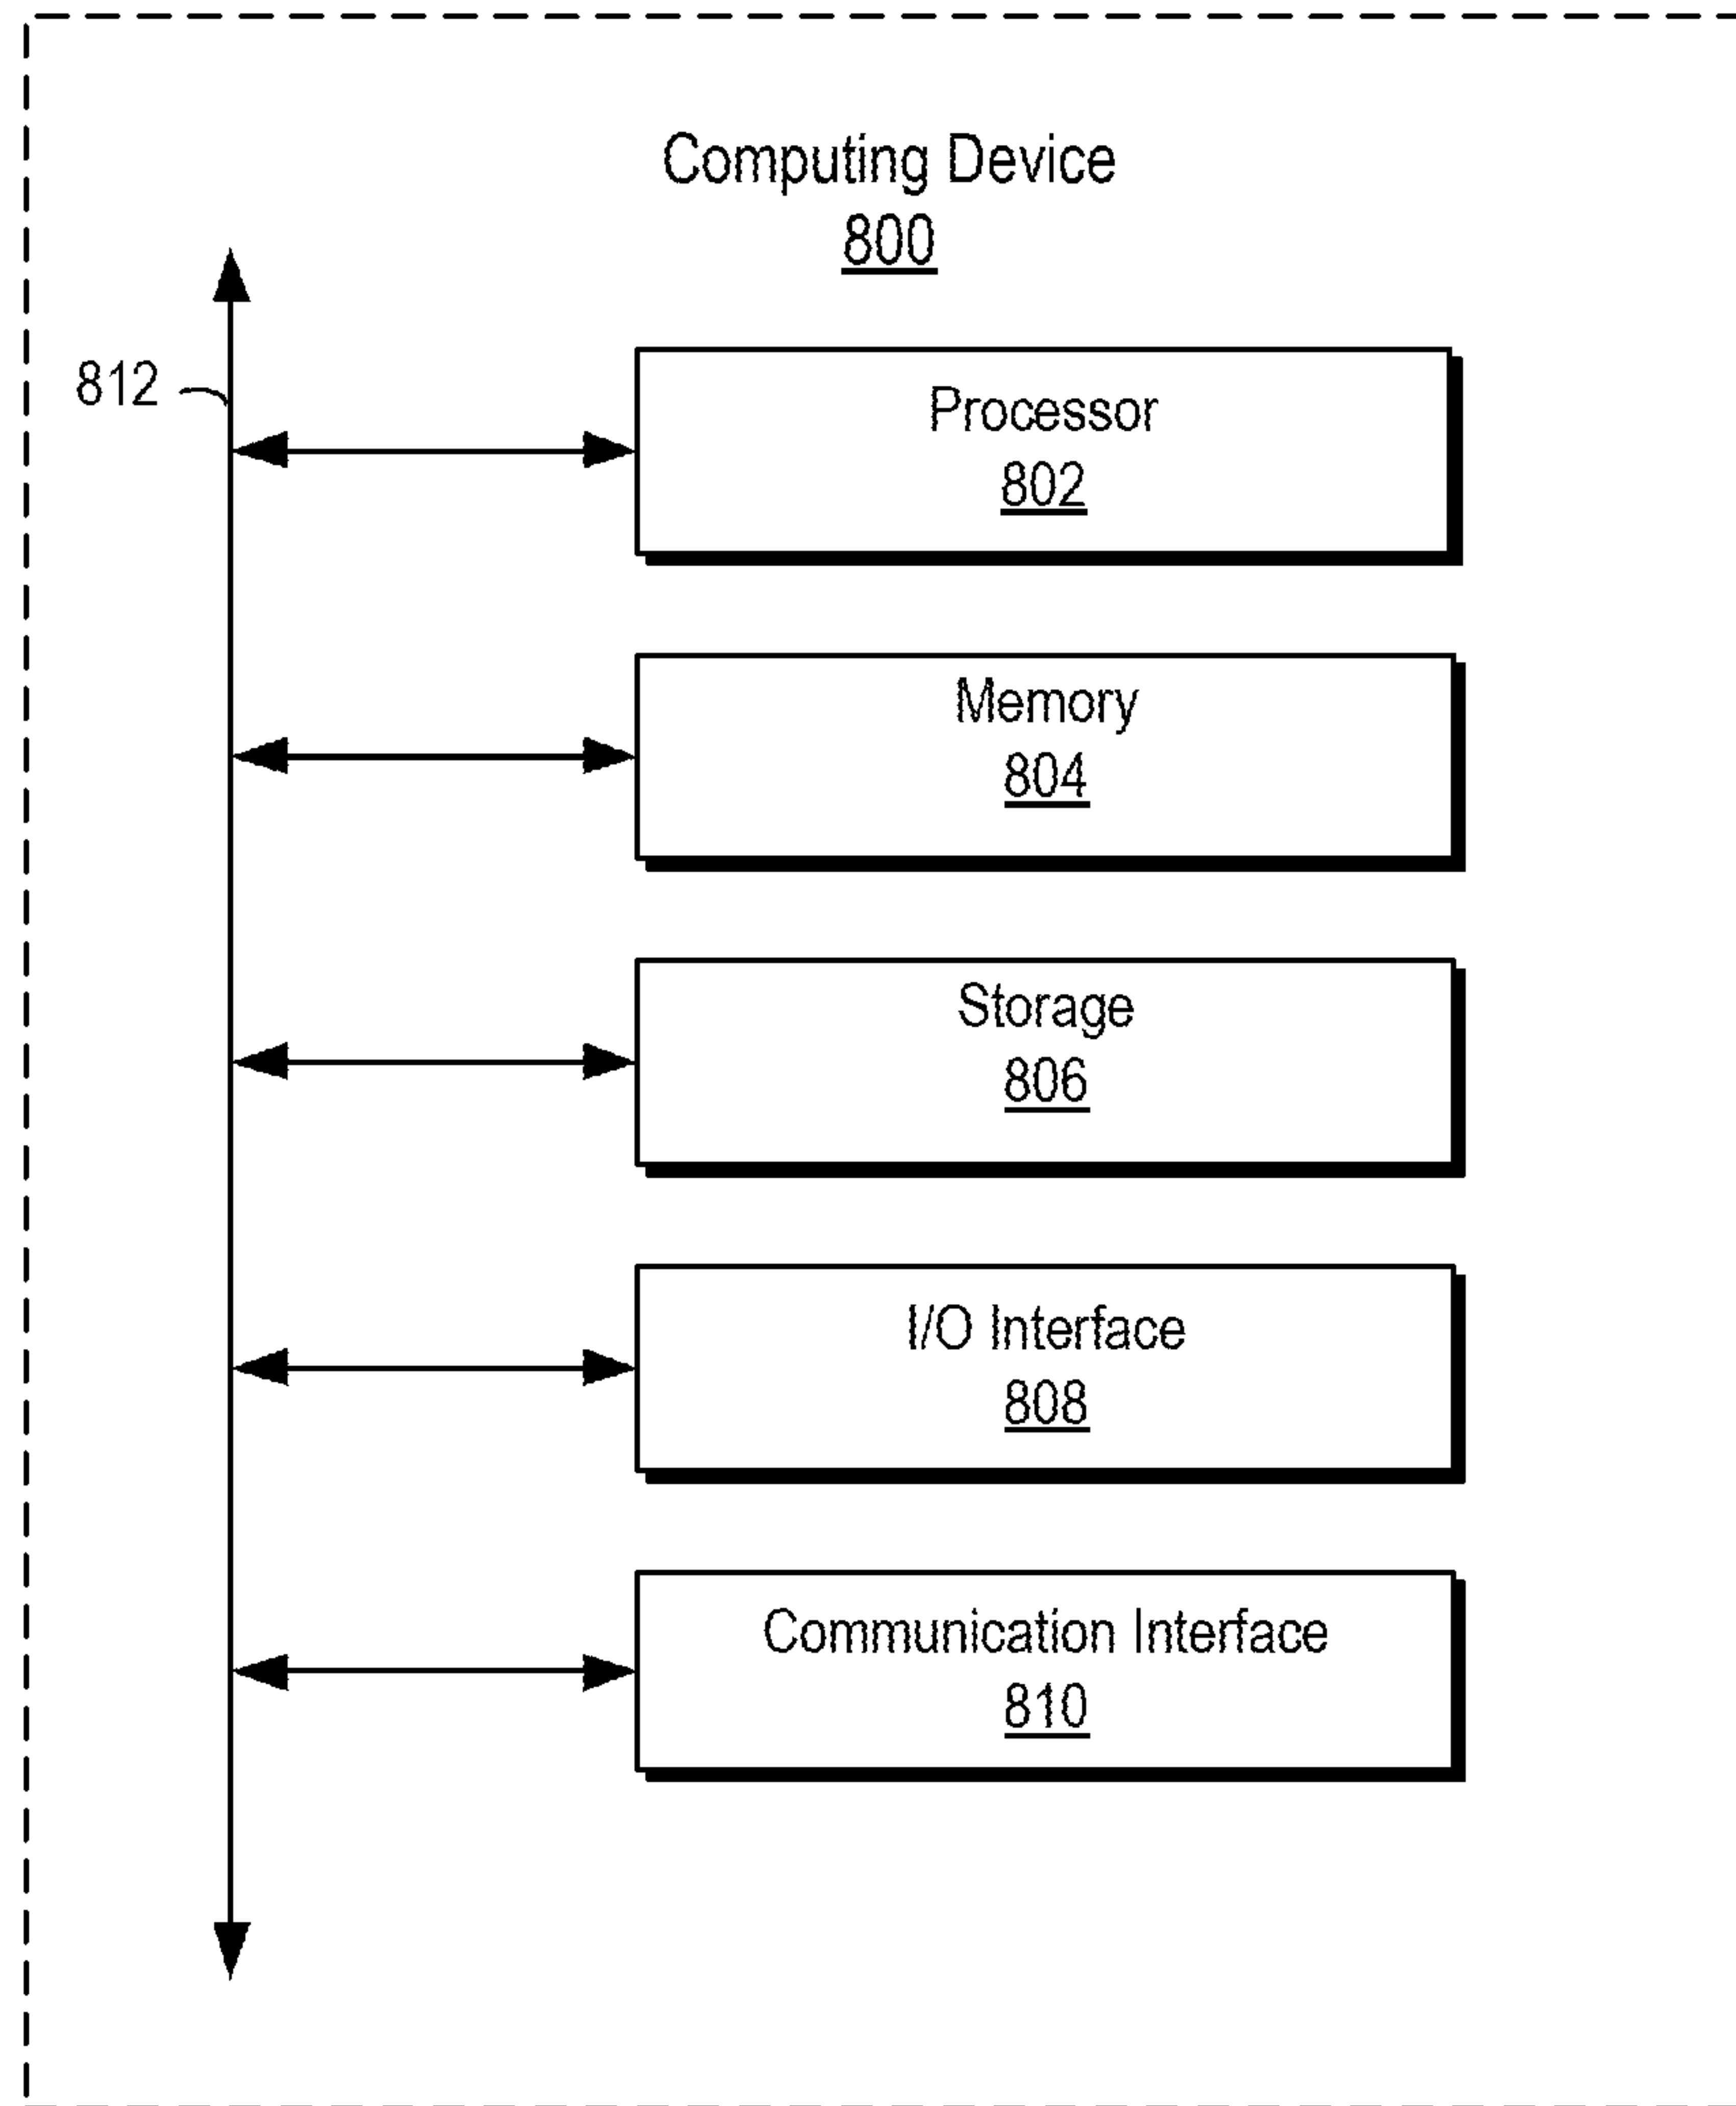 Computing Device
800
812
Processor
802
Memory
804
Storage
806
I/O Interface
808
Communication Interface
810